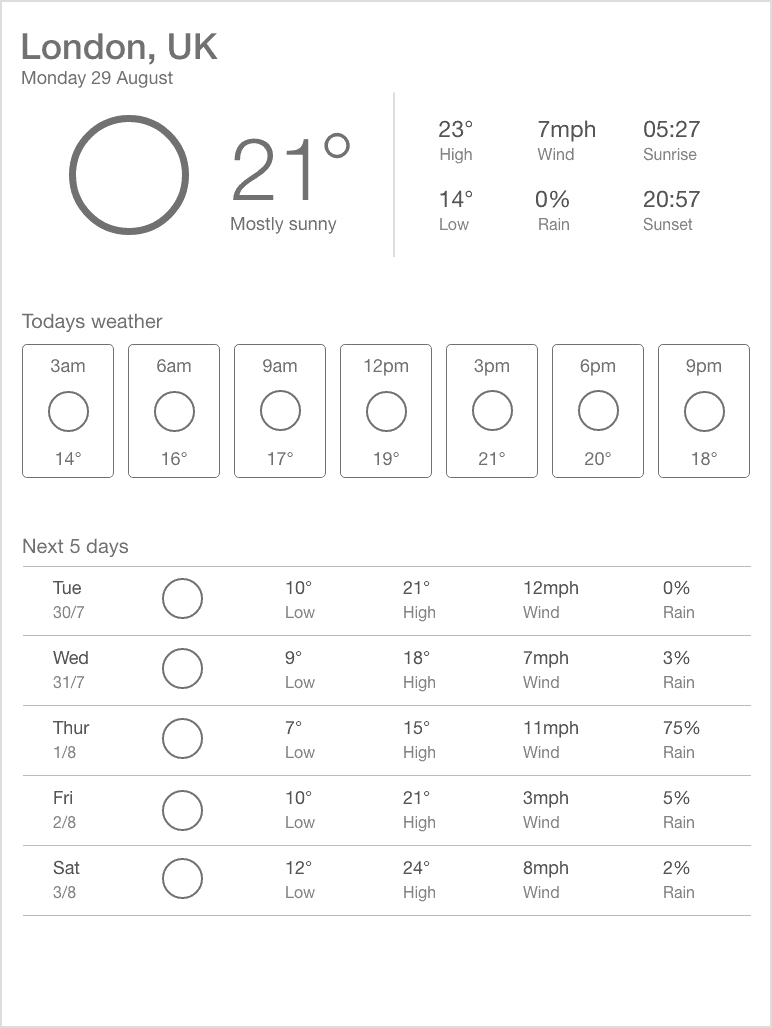 London, UK
Monday 29 August
21°
Mostly sunny
23° 7mph 05:27
High Wind Sunrise
14° 0% 20:57
Low Rain Sunset
Todays weather
3am 6am 9am 12pm 3pm 6pm 9pm
14° 16° 17° 19° 21° 20° 18°
Next 5 days
Tue 10° 21° 12mph 0%
30/7 Low High Wind Rain
Wed 9° 18° 7mph 3%
31/7 Low High Wind Rain
Thur 7° 15° 11mph 75%
1/8 Low High Wind Rain
Fri 10° 21° 3mph 5%
2/8 Low High Wind Rain
Sat 12° 24° 8mph 2%
3/8 Low High Wind Rain